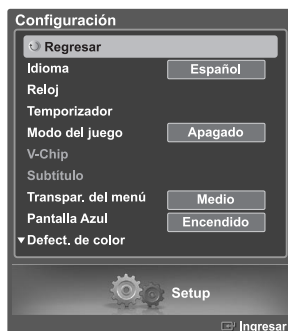 Configuración
Regresar
Idioma Español
Reloj
Temporizador
Modo del juego Apagado
V-Chip
Subtítulo
Transpar. del menú Medio
Pantalla Azul Encendido
▼Defect. de color
Setup
Ingresar